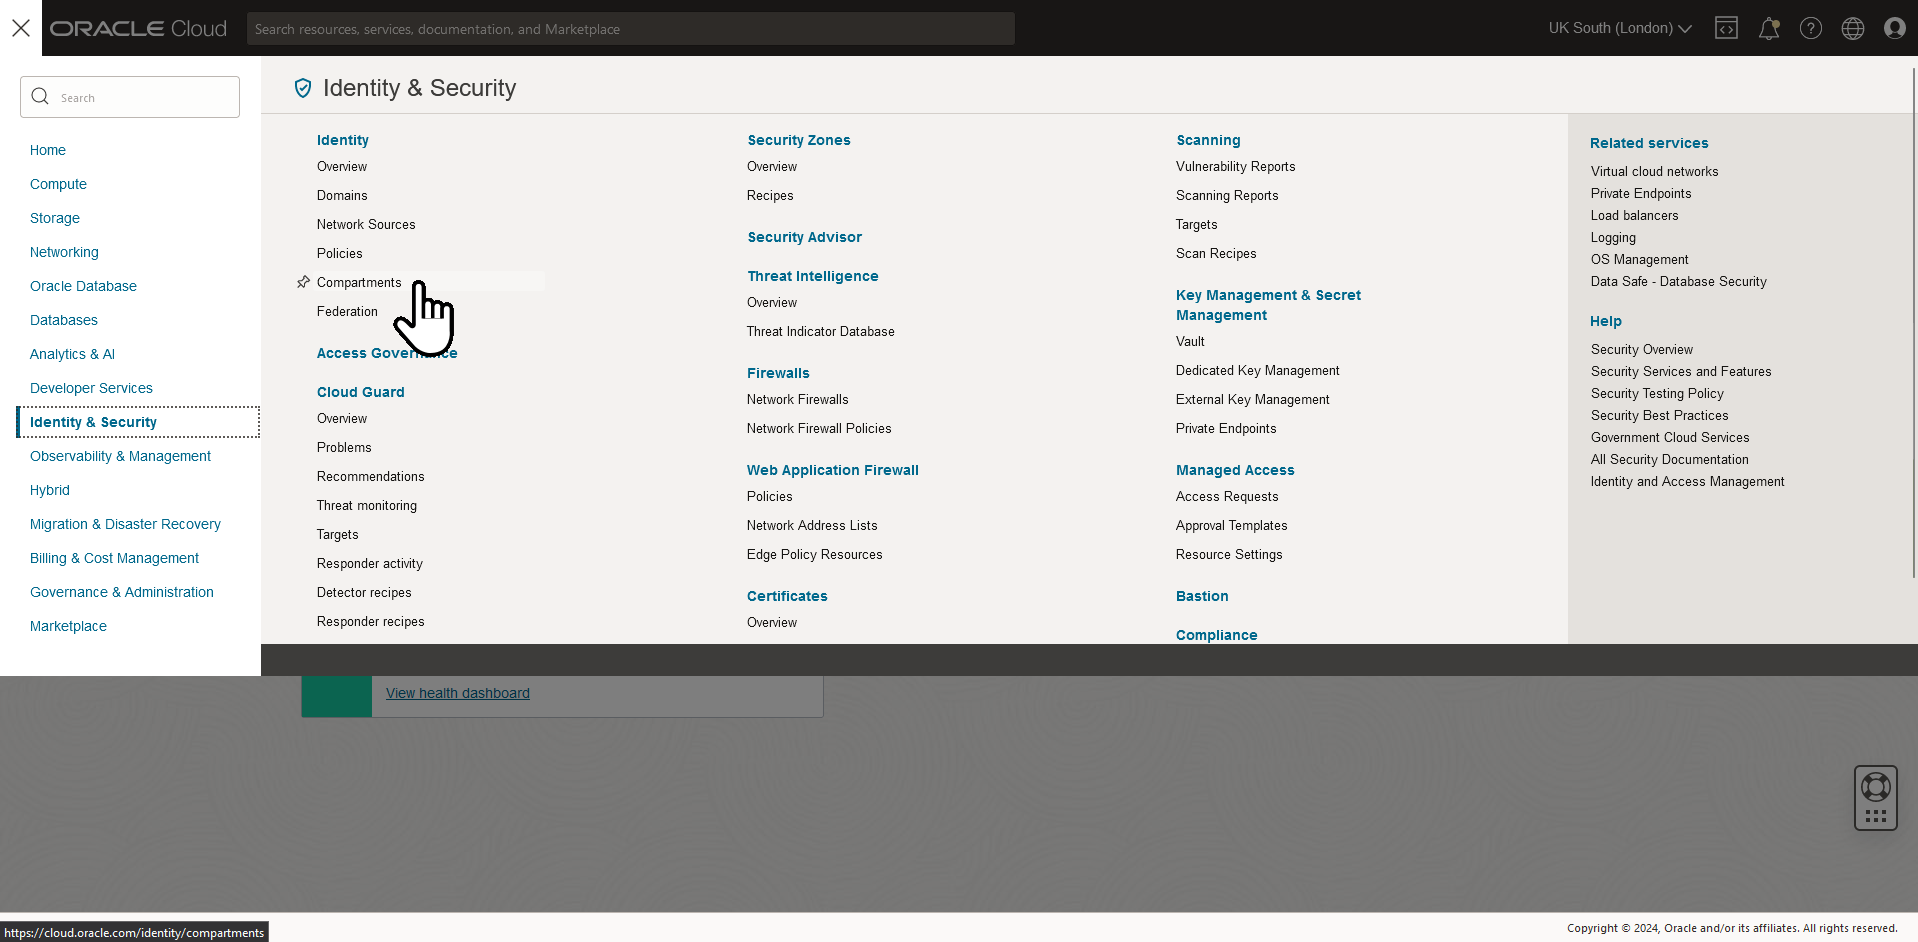 ORACLE Cloud
Search resources, services, documentation, and Marketplace
UK South (London)
Search
Home
Compute
Storage
Networking
Oracle Database
Databases
Analytics & AI
Developer Services
Identity & Security
Observability & Management
Hybrid
Migration & Disaster Recovery
Billing & Cost Management
Governance & Administration
Marketplace
Identity & Security
Identity
Overview
Domains
Network Sources
Policies
Compartments
Federation
Access Governance
Cloud Guard
Overview
Problems
Recommendations
Threat monitoring
Targets
Responder activity
Detector recipes
Responder recipes
Security Zones
Overview
Recipes
Security Advisor
Threat Intelligence
Overview
Threat Indicator Database
Firewalls
Network Firewalls
Network Firewall Policies
Web Application Firewall
Policies
Network Address Lists
Edge Policy Resources
Certificates
Overview
Scanning
Vulnerability Reports
Scanning Reports
Targets
Scan Recipes
Key Management & Secret
Management
Vault
Dedicated Key Management
External Key Management
Private Endpoints
Managed Access
Access Requests
Approval Templates
Resource Settings
Bastion
Compliance
Related services
Virtual cloud networks
Private Endpoints
Load balancers
Logging
OS Management
Data Safe - Database Security
Help
Security Overview
Security Services and Features
Security Testing Policy
Security Best Practices
Government Cloud Services
All Security Documentation
Identity and Access Management
View health dashboard
https://cloud.oracle.com/identity/compartments
Copyright © 2024, Oracle and/or its affiliates. All rights reserved.